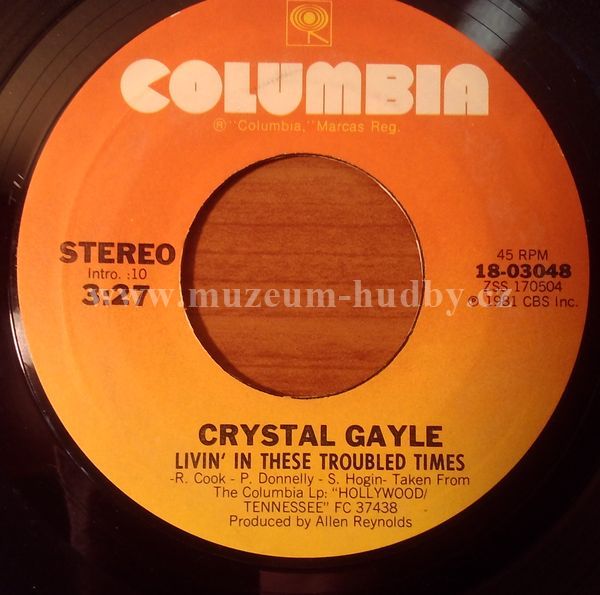 COLUMBIA
® "Columbia," Marcas Reg.
STEREO
Intro. :10
3:27
45 RPM
18-03048
ZSS 170504
℗ 1981 CBS Inc.
www.muzeum-hudby.cz
CRYSTAL GAYLE
LIVIN' IN THESE TROUBLED TIMES
-R. Cook - P. Donnelly - S. Hogin- Taken From
The Columbia Lp: "HOLLYWOOD/
TENNESSEE" FC 37438
Produced by Allen Reynolds